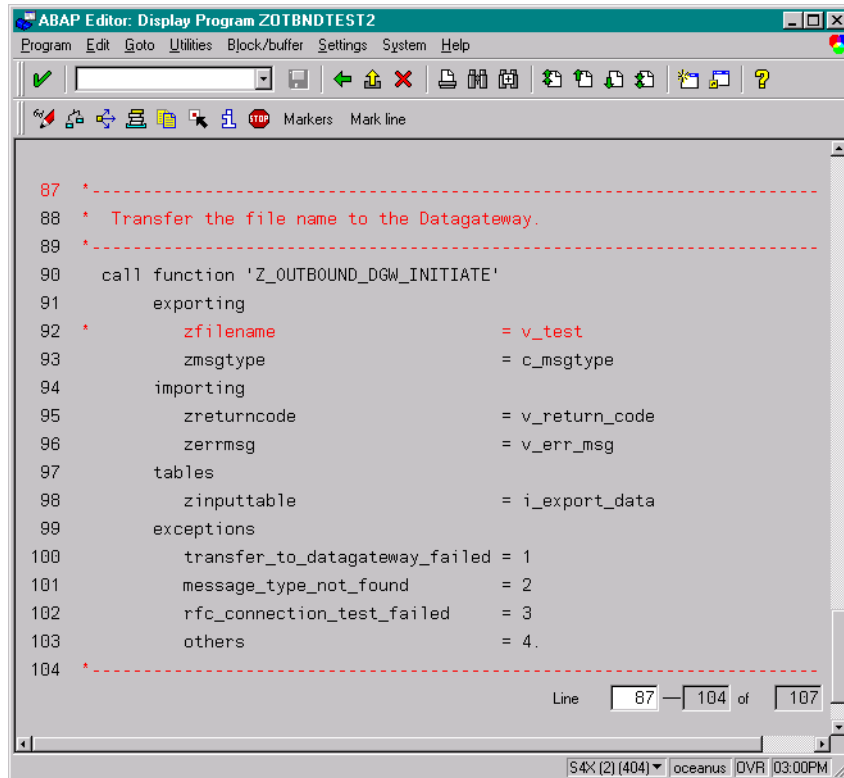 ABAP Editor: Display Program ZOTBNDTEST2
Program Edit Goto Utilities Block/buffer Settings System Help
STOP Markers Mark line
87 *----------------------------------------------------------------------
88 * Transfer the file name to the Datagateway.
89 *----------------------------------------------------------------------
90 call function 'Z_OUTBOUND_DGW_INITIATE'
91 exporting
92 * zfilename = v_test
93 zmsgtype = c_msgtype
94 importing
95 zreturncode = v_return_code
96 zerrmsg = v_err_msg
97 tables
98 zinputtable = i_export_data
99 exceptions
100 transfer_to_datagateway_failed = 1
101 message_type_not_found = 2
102 rfc_connection_test_failed = 3
103 others = 4.
104 *----------------------------------------------------------------------
Line 87 — 104 of 107
S4X (2) (404) oceanus OVR 03:00PM